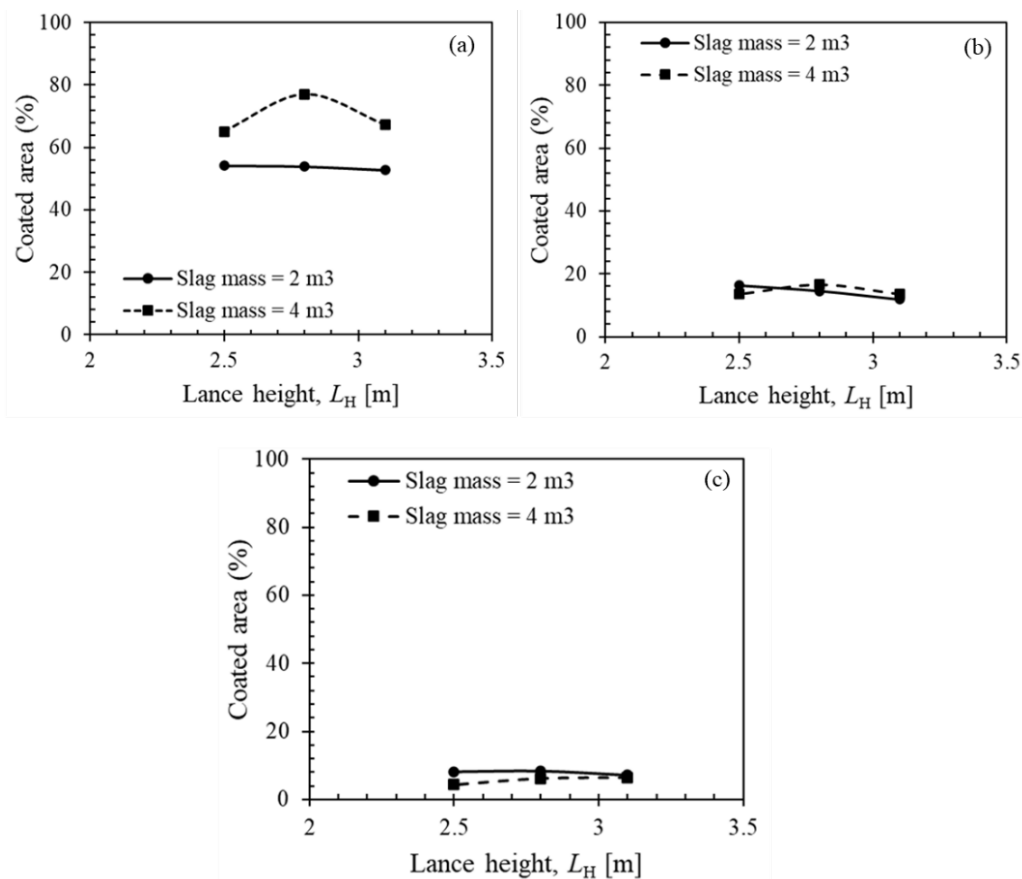 (a)
Coated area (%)
100
80
60
40
20
0
Slag mass = 2 m3
Slag mass = 4 m3
2
2.5
3
3.5
Lance height, LH [m]
(b)
Coated area (%)
100
80
60
40
20
0
Slag mass = 2 m3
Slag mass = 4 m3
2
2.5
3
3.5
Lance height, LH [m]
(c)
Coated area (%)
100
80
60
40
20
0
Slag mass = 2 m3
Slag mass = 4 m3
2
2.5
3
3.5
Lance height, LH [m]